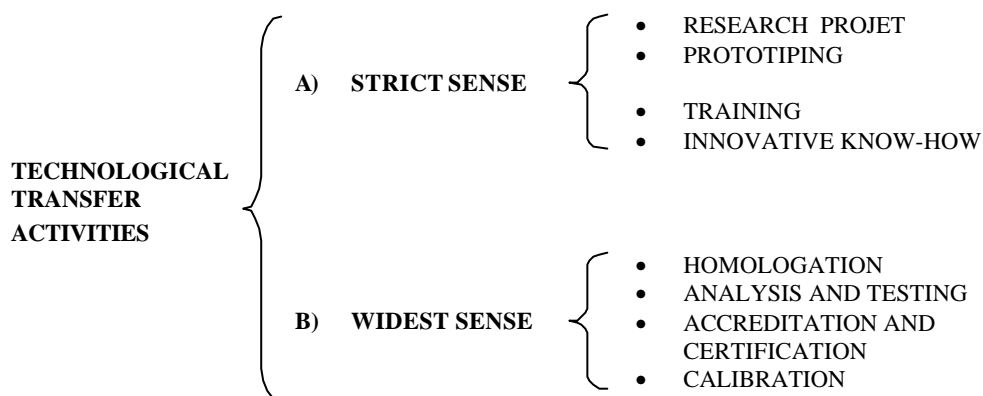 TECHNOLOGICAL
TRANSFER
ACTIVITIES
A) STRICT SENSE
• RESEARCH PROJET
• PROTOTIPING
• TRAINING
• INNOVATIVE KNOW-HOW
B) WIDEST SENSE
• HOMOLOGATION
• ANALYSIS AND TESTING
• ACCREDITATION AND
CERTIFICATION
• CALIBRATION